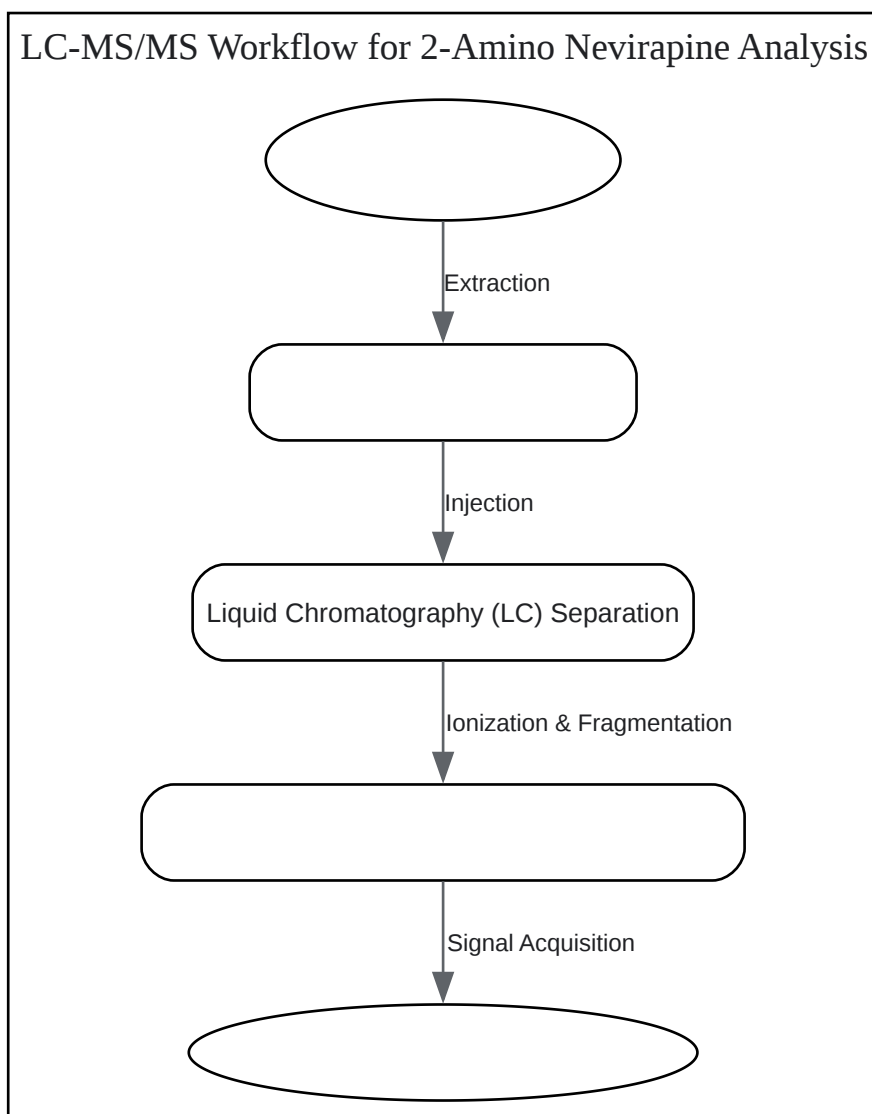 LC-MS/MS Workflow for 2-Amino Nevirapine Analysis
Extraction
Injection
Liquid Chromatography (LC) Separation
Ionization & Fragmentation
Signal Acquisition